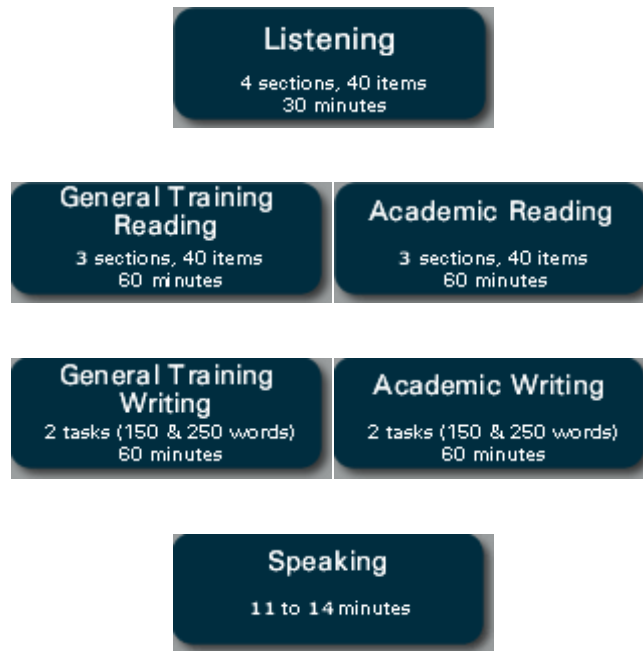 Listening
4 sections, 40 items
30 minutes
General Training
Reading
3 sections, 40 items
60 minutes
Academic Reading
3 sections, 40 items
60 minutes
General Training
Writing
2 tasks (150 & 250 words)
60 minutes
Academic Writing
2 tasks (150 & 250 words)
60 minutes
Speaking
11 to 14 minutes